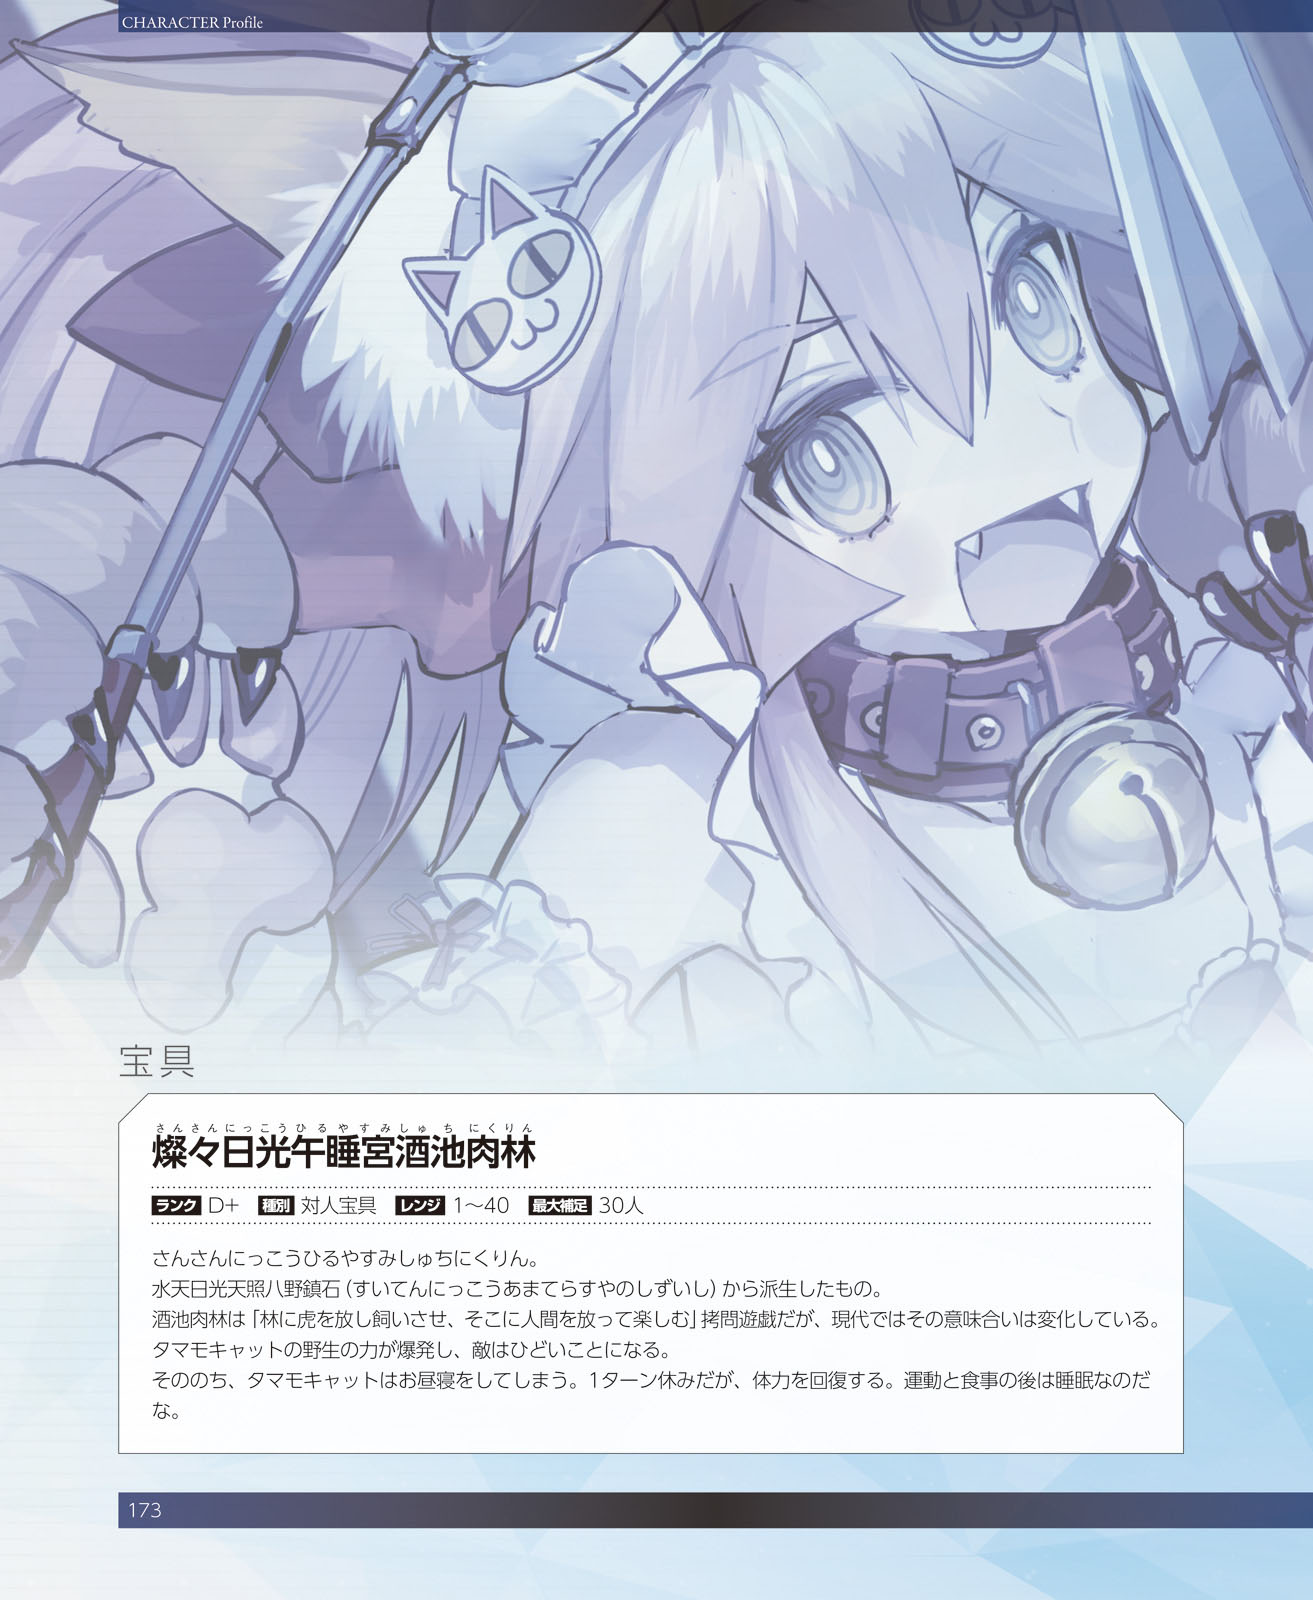 CHARACTER Profile
宝具
さんさんにっこうひるやすみしゅちにくりん
燦々日光午睡宮酒池肉林
ランク D+ 種別 対人宝具 レンジ 1〜40 最大補足 30人
さんさんにっこうひるやすみしゅちにくりん。
水天日光天照八野鎮石（すいてんにっこうあまてらすやのしずいし）から派生したもの。
酒池肉林は「林に虎を放し飼いさせ、そこに人間を放って楽しむ」拷問遊戯だが、現代ではその意味合いは変化している。
タマモキャットの野生の力が爆発し、敵はひどいことになる。
そののち、タマモキャットはお昼寝をしてしまう。1ターン休みだが、体力を回復する。運動と食事の後は睡眠なのだ
な。
173